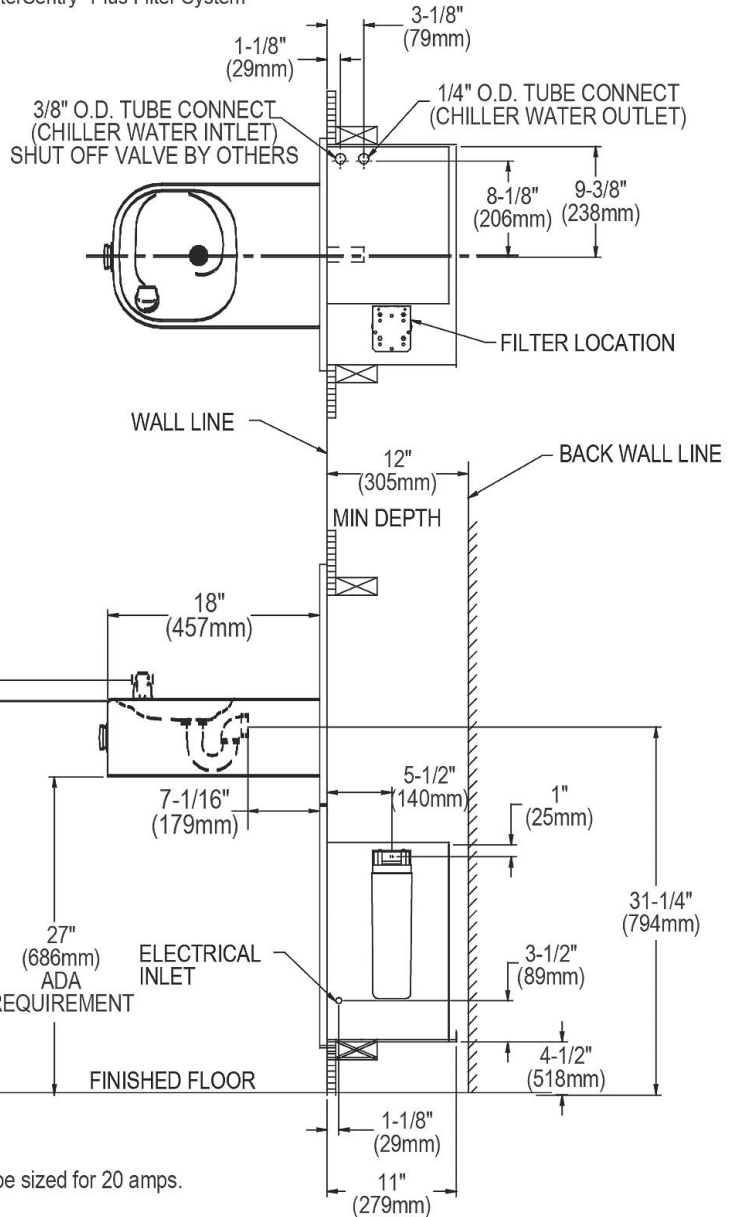 Plus Filter System
3-1/8"
(79mm)
1-1/8"
(29mm)
3/8" O.D. TUBE CONNECT
(CHILLER WATER INTLET)
SHUT OFF VALVE BY OTHERS
1/4" O.D. TUBE CONNECT
(CHILLER WATER OUTLET)
8-1/8"
(206mm)
9-3/8"
(238mm)
FILTER LOCATION
WALL LINE
12"
(305mm)
MIN DEPTH
BACK WALL LINE
18"
(457mm)
7-1/16"
(179mm)
5-1/2"
(140mm)
1"
(25mm)
31-1/4"
(794mm)
27"
(686mm)
ADA
REQUIREMENT
ELECTRICAL
INLET
3-1/2"
(89mm)
4-1/2"
(518mm)
FINISHED FLOOR
1-1/8"
(29mm)
11"
(279mm)
be sized for 20 amps.